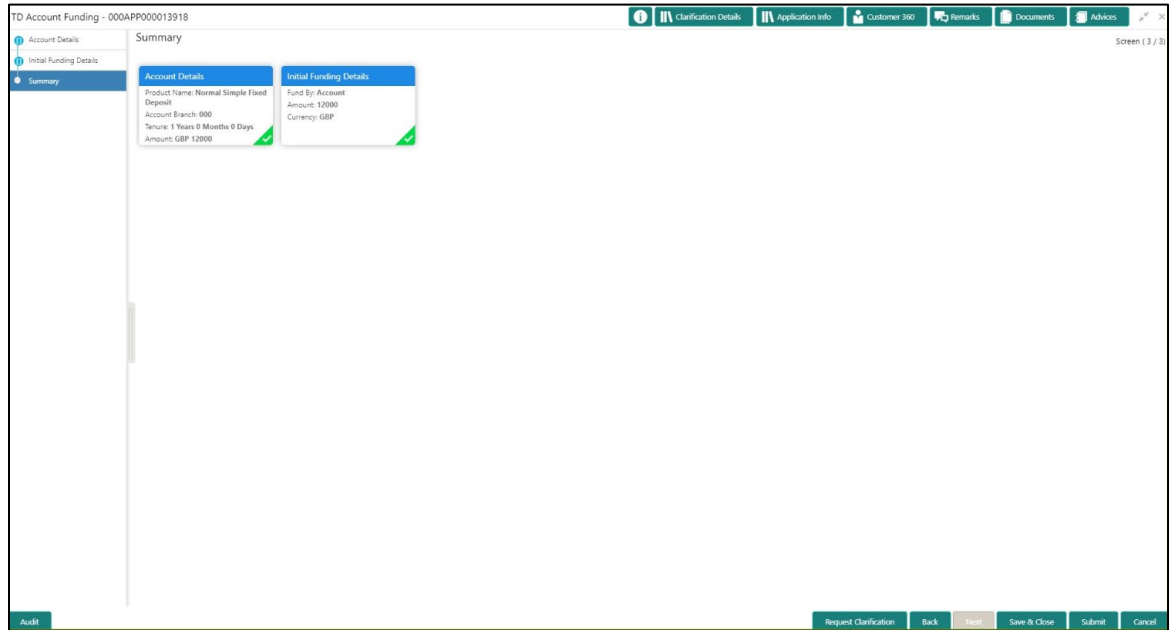 TD Account Funding - 000APP000013918
Clarification Details
Application Info
Customer 360
Remarks
Documents
Advices
Account Details
Initial Funding Details
Summary
Summary
Screen ( 3 / 3)
Account Details
Product Name: Normal Simple Fixed
Deposit
Account Branch: 000
Tenure: 1 Years 0 Months 0 Days
Amount: GBP 12000
Initial Funding Details
Fund By: Account
Amount: 12000
Currency: GBP
Audit
Request Clarification
Back
Next
Save & Close
Submit
Cancel